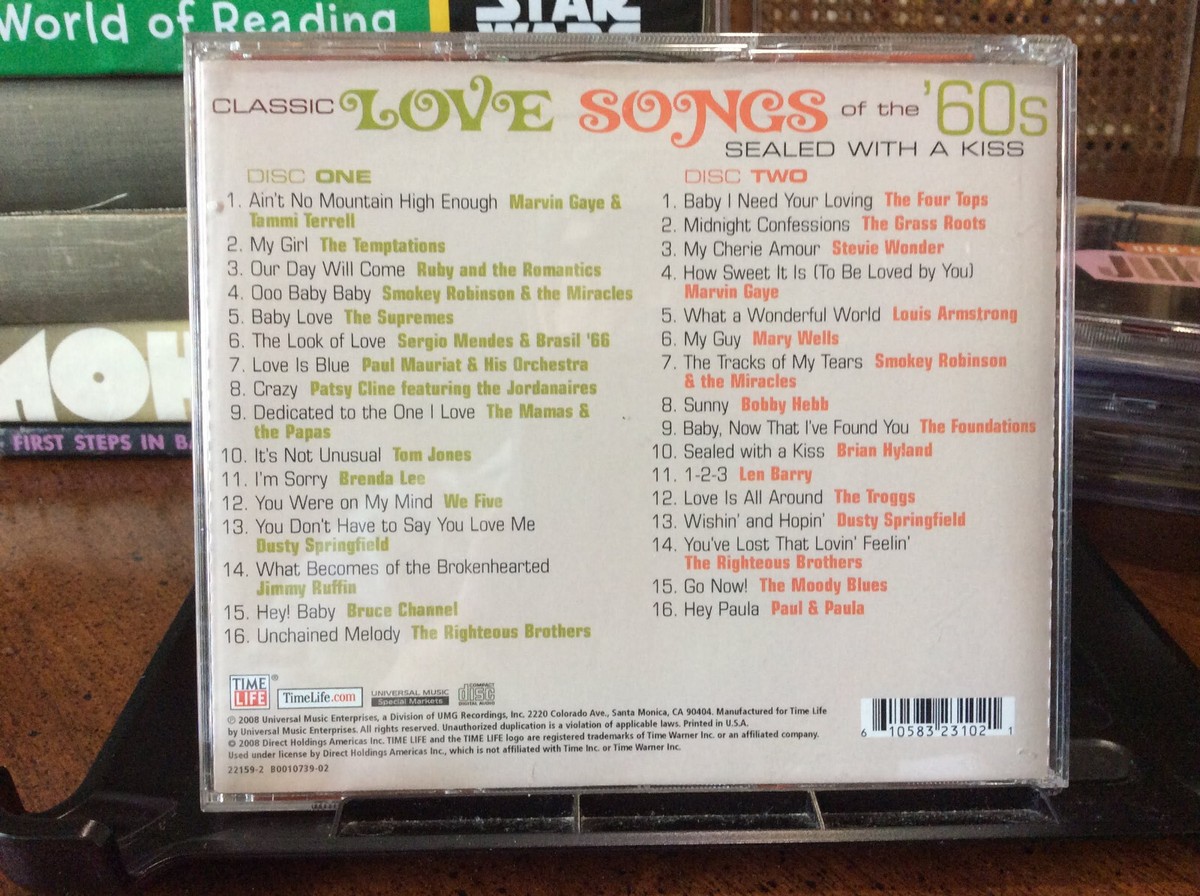 World of Reading
STAR
WARS
MOH
FIRST STEPS IN BA
CLASSIC LOVE SONGS of the '60s
SEALED WITH A KISS
DISC ONE
1. Ain't No Mountain High Enough Marvin Gaye &
Tammi Terrell
2. My Girl The Temptations
3. Our Day Will Come Ruby and the Romantics
4. Ooo Baby Baby Smokey Robinson & the Miracles
5. Baby Love The Supremes
6. The Look of Love Sergio Mendes & Brasil '66
7. Love Is Blue Paul Mauriat & His Orchestra
8. Crazy Patsy Cline featuring the Jordanaires
9. Dedicated to the One I Love The Mamas &
the Papas
10. It's Not Unusual Tom Jones
11. I'm Sorry Brenda Lee
12. You Were on My Mind We Five
13. You Don't Have to Say You Love Me
Dusty Springfield
14. What Becomes of the Brokenhearted
Jimmy Ruffin
15. Hey! Baby Bruce Channel
16. Unchained Melody The Righteous Brothers
DISC TWO
1. Baby I Need Your Loving The Four Tops
2. Midnight Confessions The Grass Roots
3. My Cherie Amour Stevie Wonder
4. How Sweet It Is (To Be Loved by You)
Marvin Gaye
5. What a Wonderful World Louis Armstrong
6. My Guy Mary Wells
7. The Tracks of My Tears Smokey Robinson
& the Miracles
8. Sunny Bobby Hebb
9. Baby, Now That I've Found You The Foundations
10. Sealed with a Kiss Brian Hyland
11. 1-2-3 Len Barry
12. Love Is All Around The Troggs
13. Wishin' and Hopin' Dusty Springfield
14. You've Lost That Lovin' Feelin'
The Righteous Brothers
15. Go Now! The Moody Blues
16. Hey Paula Paul & Paula
TIME LIFE ®
TimeLife.com
UNIVERSAL MUSIC
Special Markets
COMPACT
disc
DIGITAL AUDIO
℗ 2008 Universal Music Enterprises, a Division of UMG Recordings, Inc. 2220 Colorado Ave., Santa Monica, CA 90404. Manufactured for Time Life
by Universal Music Enterprises. All rights reserved. Unauthorized duplication is a violation of applicable laws. Printed in U.S.A.
© 2008 Direct Holdings Americas Inc. TIME LIFE and the TIME LIFE logo are registered trademarks of Time Warner Inc. or an affiliated company.
Used under license by Direct Holdings Americas Inc., which is not affiliated with Time Inc. or Time Warner Inc.
22159-2 B0010739-02
6 10583 23102 1